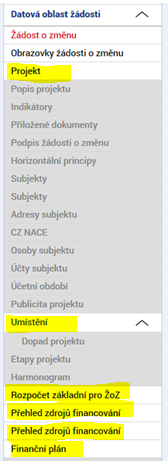 Datová oblast žádosti
Žádost o změnu
Obrazovky žádosti o změnu
Projekt
Popis projektu
Indikátory
Přiložené dokumenty
Podpis žádosti o změnu
Horizontální principy
Subjekty
Subjekty
Adresy subjektu
CZ NACE
Osoby subjektu
Účty subjektu
Účetní období
Publicita projektu
Umístění
Dopad projektu
Etapy projektu
Harmonogram
Rozpočet základní pro ŽoZ
Přehled zdrojů financování
Přehled zdrojů financování
Finanční plán